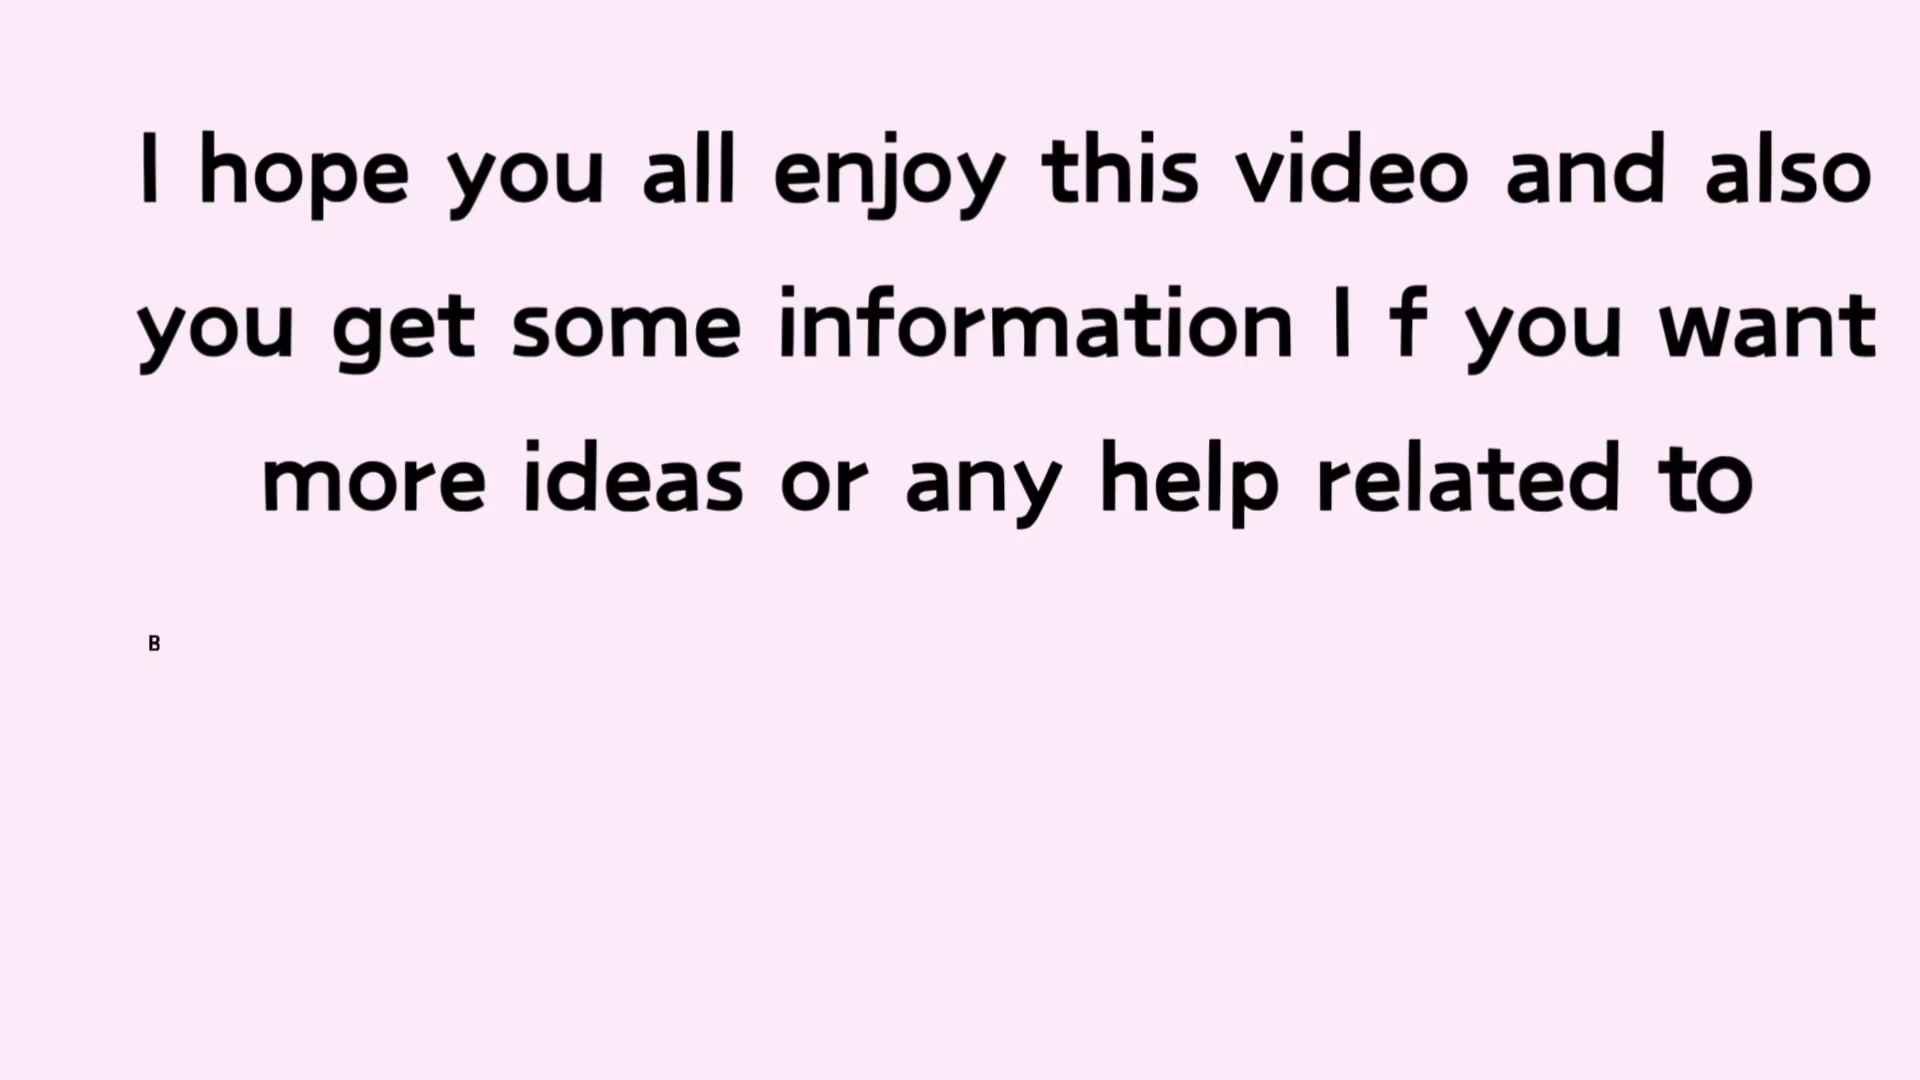 I hope you all enjoy this video and also
you get some information I f you want
more ideas or any help related to
B